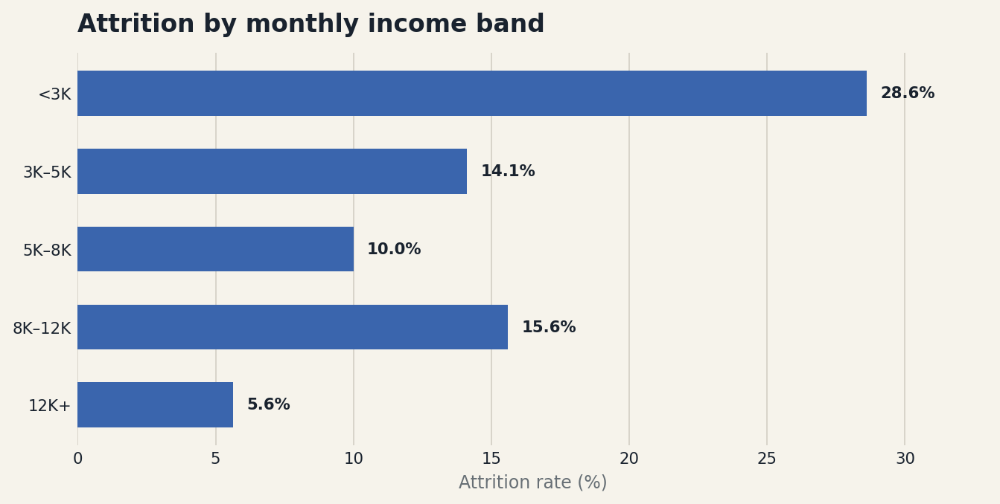 Attrition by monthly income band
<3K 28.6%
3K–5K 14.1%
5K–8K 10.0%
8K–12K 15.6%
12K+ 5.6%
0 5 10 15 20 25 30
Attrition rate (%)